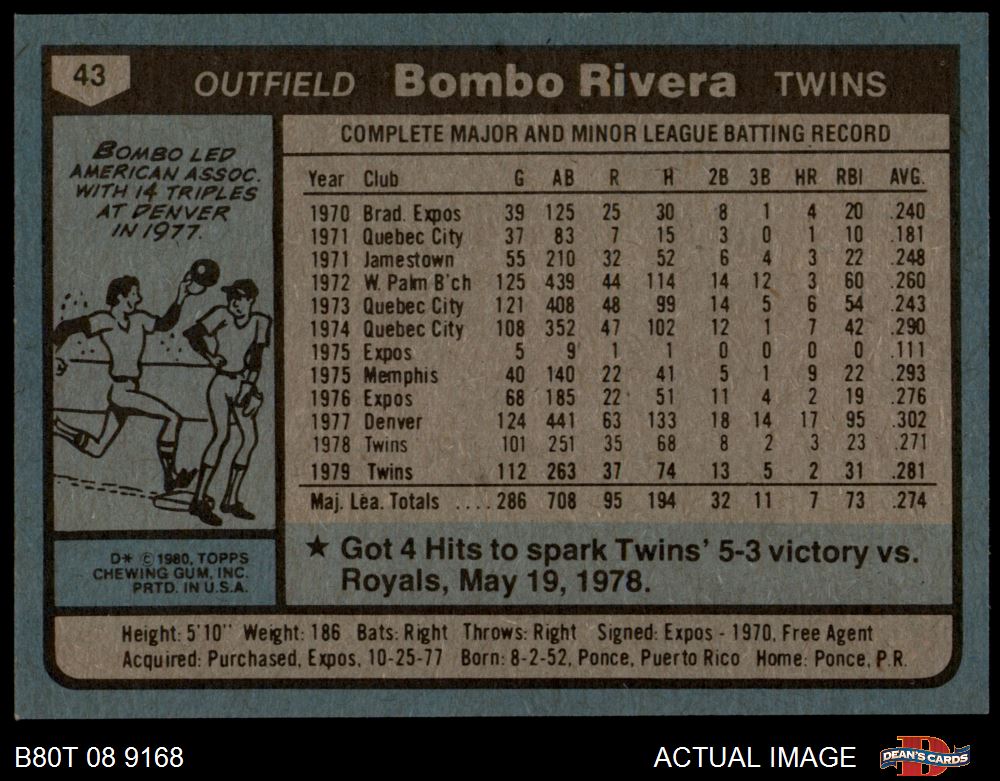 43 OUTFIELD Bombo Rivera TWINS
BOMBO LED
AMERICAN ASSOC.
WITH 14 TRIPLES
AT DENVER
IN 1977.
COMPLETE MAJOR AND MINOR LEAGUE BATTING RECORD
Year Club G AB R H 2B 3B HR RBI AVG.
1970 Brad. Expos 39 125 25 30 8 1 4 20 .240
1971 Quebec City 37 83 7 15 3 0 1 10 .181
1971 Jamestown 55 210 32 52 6 4 3 22 .248
1972 W. Palm B'ch 125 439 44 114 14 12 3 60 .260
1973 Quebec City 121 408 48 99 14 5 6 54 .243
1974 Quebec City 108 352 47 102 12 1 7 42 .290
1975 Expos 5 9 1 1 0 0 0 0 .111
1975 Memphis 40 140 22 41 5 1 9 22 .293
1976 Expos 68 185 22 51 11 4 2 19 .276
1977 Denver 124 441 63 133 18 14 17 95 .302
1978 Twins 101 251 35 68 8 2 3 23 .271
1979 Twins 112 263 37 74 13 5 2 31 .281
Maj. Lea. Totals .... 286 708 95 194 32 11 7 73 .274
★ Got 4 Hits to spark Twins' 5-3 victory vs.
Royals, May 19, 1978.
D* © 1980, TOPPS
CHEWING GUM, INC.
PRTD. IN U.S.A.
Height: 5'10" Weight: 186 Bats: Right Throws: Right Signed: Expos - 1970, Free Agent
Acquired: Purchased, Expos, 10-25-77 Born: 8-2-52, Ponce, Puerto Rico Home: Ponce, P.R.
B80T 08 9168 ACTUAL IMAGE DEAN'S CARDS